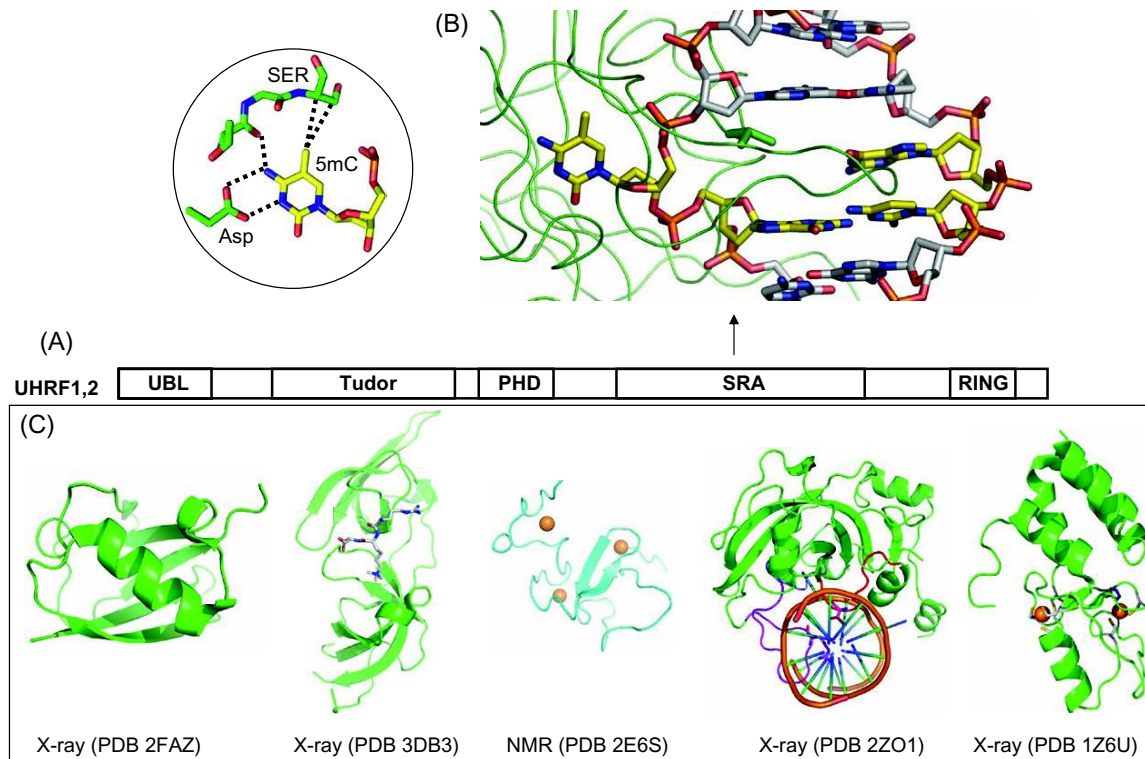 (B)
SER
5mC
Asp
(A)
UHRF1,2 UBL Tudor PHD SRA RING
(C)
X-ray (PDB 2FAZ) X-ray (PDB 3DB3) NMR (PDB 2E6S) X-ray (PDB 2ZO1) X-ray (PDB 1Z6U)